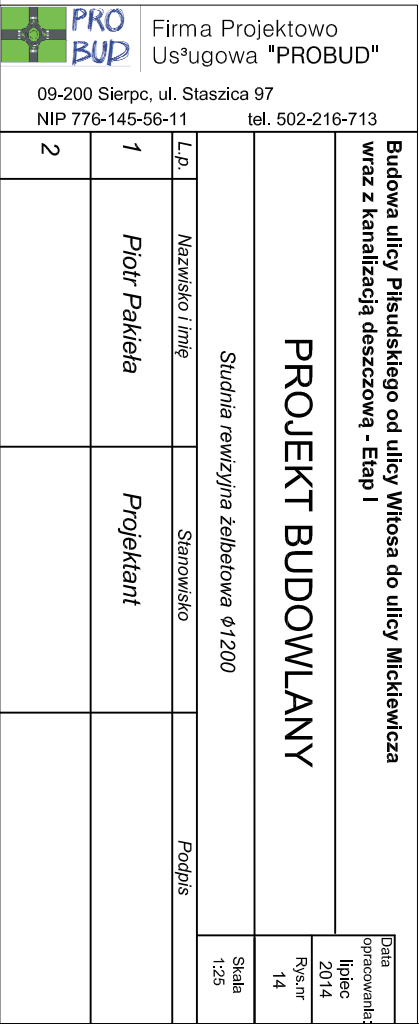 PRO
BUD
Firma Projektowo
Us³ugowa "PROBUD"
09-200 Sierpc, ul. Staszica 97
NIP 776-145-56-11 tel. 502-216-713
Budowa ulicy Piłsudskiego od ulicy Witosa do ulicy Mickiewicza
wraz z kanalizacją deszczową - Etap I
Data
opracowania:
lipiec
2014
PROJEKT BUDOWLANY
Rys.nr
14
Studnia rewizyjna żelbetowa ϕ1200
Skala
1:25
L.p. Nazwisko i imię Stanowisko Podpis
1 Piotr Pakieła Projektant
2